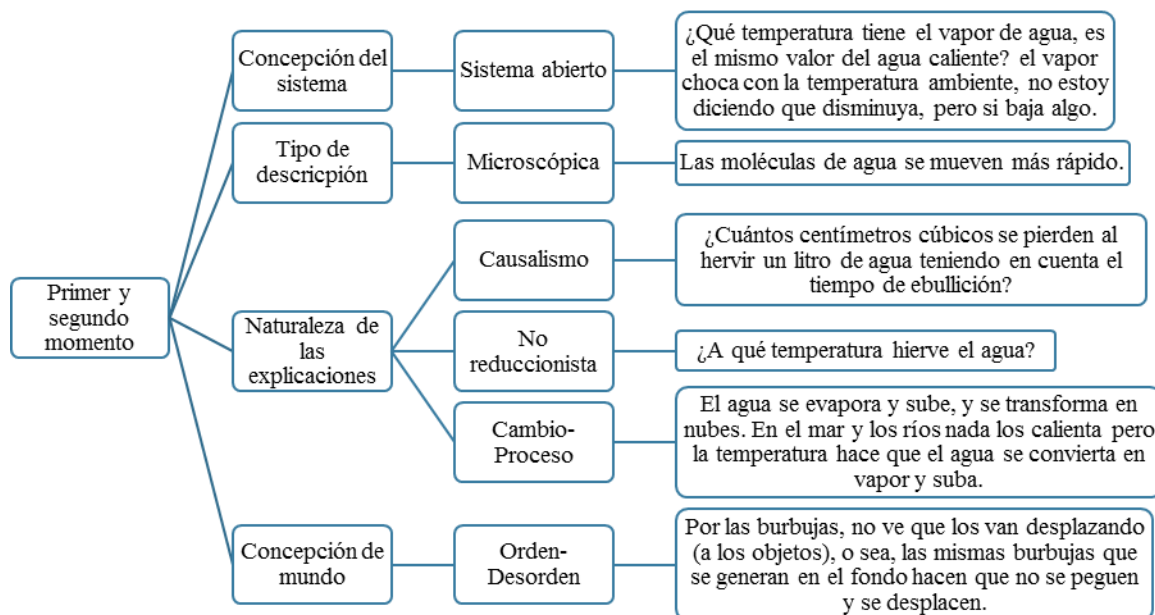 Primer y
segundo
momento
Concepción del
sistema
Sistema abierto
¿Qué temperatura tiene el vapor de agua, es
el mismo valor del agua caliente? el vapor
choca con la temperatura ambiente, no estoy
diciendo que disminuya, pero si baja algo.
Tipo de
descricpión
Microscópica
Las moléculas de agua se mueven más rápido.
Naturaleza de
las
explicaciones
Causalismo
¿Cuántos centímetros cúbicos se pierden al
hervir un litro de agua teniendo en cuenta el
tiempo de ebullición?
No
reduccionista
¿A qué temperatura hierve el agua?
Cambio-
Proceso
El agua se evapora y sube, y se transforma en
nubes. En el mar y los ríos nada los calienta pero
la temperatura hace que el agua se convierta en
vapor y suba.
Concepción de
mundo
Orden-
Desorden
Por las burbujas, no ve que los van desplazando
(a los objetos), o sea, las mismas burbujas que
se generan en el fondo hacen que no se peguen
y se desplacen.